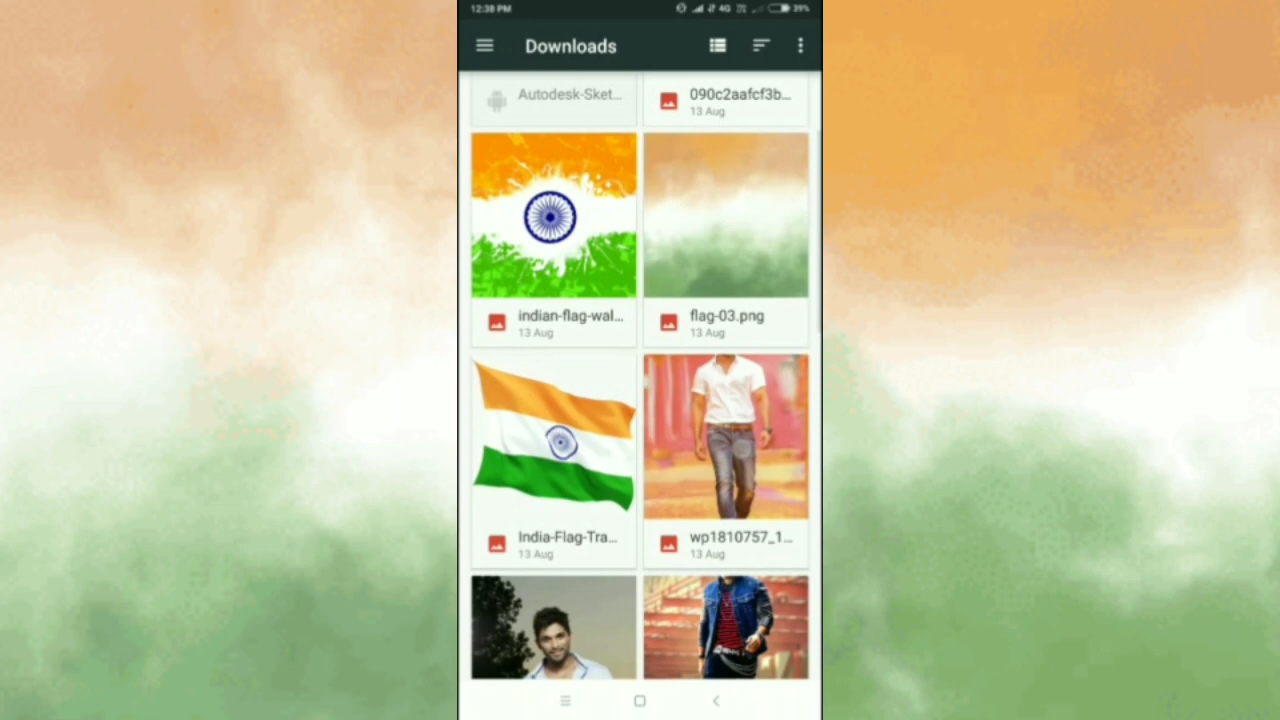 12:38 PM 4G 39%
Downloads
Autodesk-Sket...
090c2aafcf3b...
13 Aug
indian-flag-wal...
13 Aug
flag-03.png
13 Aug
India-Flag-Tra...
13 Aug
wp1810757_1...
13 Aug